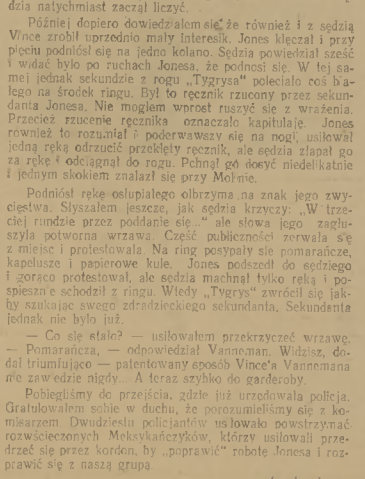 dzia natychmiast zaczął liczyć.
Później dopiero dowiedziałem się, że również i z sędzią
Vince zrobił uprzednio mały interesik. Jones klęczał i przy
pięciu podniósł się na jedno kolano. Sędzia powiedział sześć
i widać było po ruchach Jonesa, że podnosi się. W tej sa-
mej jednak sekundzie z rogu „Tygrysa" poleciało coś bia-
łego na środek ringu. Był to ręcznik rzucony przez sekun-
danta Jonesa. Nie mogłem wprost ruszyć się z wrażenia.
Przecież rzucenie ręcznika oznaczało kapitulaję. Jones
również to rozumiał i poderwawszy się na nogi, usiłował
jedną ręką odrzucić przeklęty ręcznik, ale sędzia złapał go
za rękę i odciągnął do rogu. Pchnął go dosyć niedelikatnie
i jednym skokiem znalazł się przy Molnie.
Podniósł rękę osłupiałego olbrzyma na znak jego zwy-
cięstwa. Słyszałem jeszcze, jak sędzia krzyczy: „W trze-
ciej rundzie przez poddanie się..." ale słowa jego zagłu-
szyła potworna wrzawa. Część publiczności zerwała się
z miejsc i protestowała. Na ring posypały się pomarańcze,
kapelusze i papierowe kule. Jones podszedł do sędziego
i gorąco protestował, ale sędzia machnął tylko ręką i po-
spiesznie schodził z ringu. Wtedy „Tygrys" zwrócił się jak-
by szukając swego zdradzieckiego sekundanta. Sekundanta
jednak nie było już.
— Co się stało? — usiłowałem przekrzyczeć wrzawę.
— Pomarańcza, — odpowiedział Vanneman. Widzisz, do-
dał triumfująco — patentowany sposób Vince'a Vannemana
nie zawiedzie nigdy... A teraz szybko do garderoby.
Pobiegliśmy do przejścia, gdzie już urzędowała policja.
Gratulowałem sobie w duchu, że porozumieliśmy się z ko-
misarzem. Dwudziestu policjantów usiłowało powstrzymać
rozwścieczonych Meksykańczyków, którzy usiłowali prze-
drzeć się przez kordon, by „poprawić" robotę Jonesa i roz-
prawić się z naszą grupą.